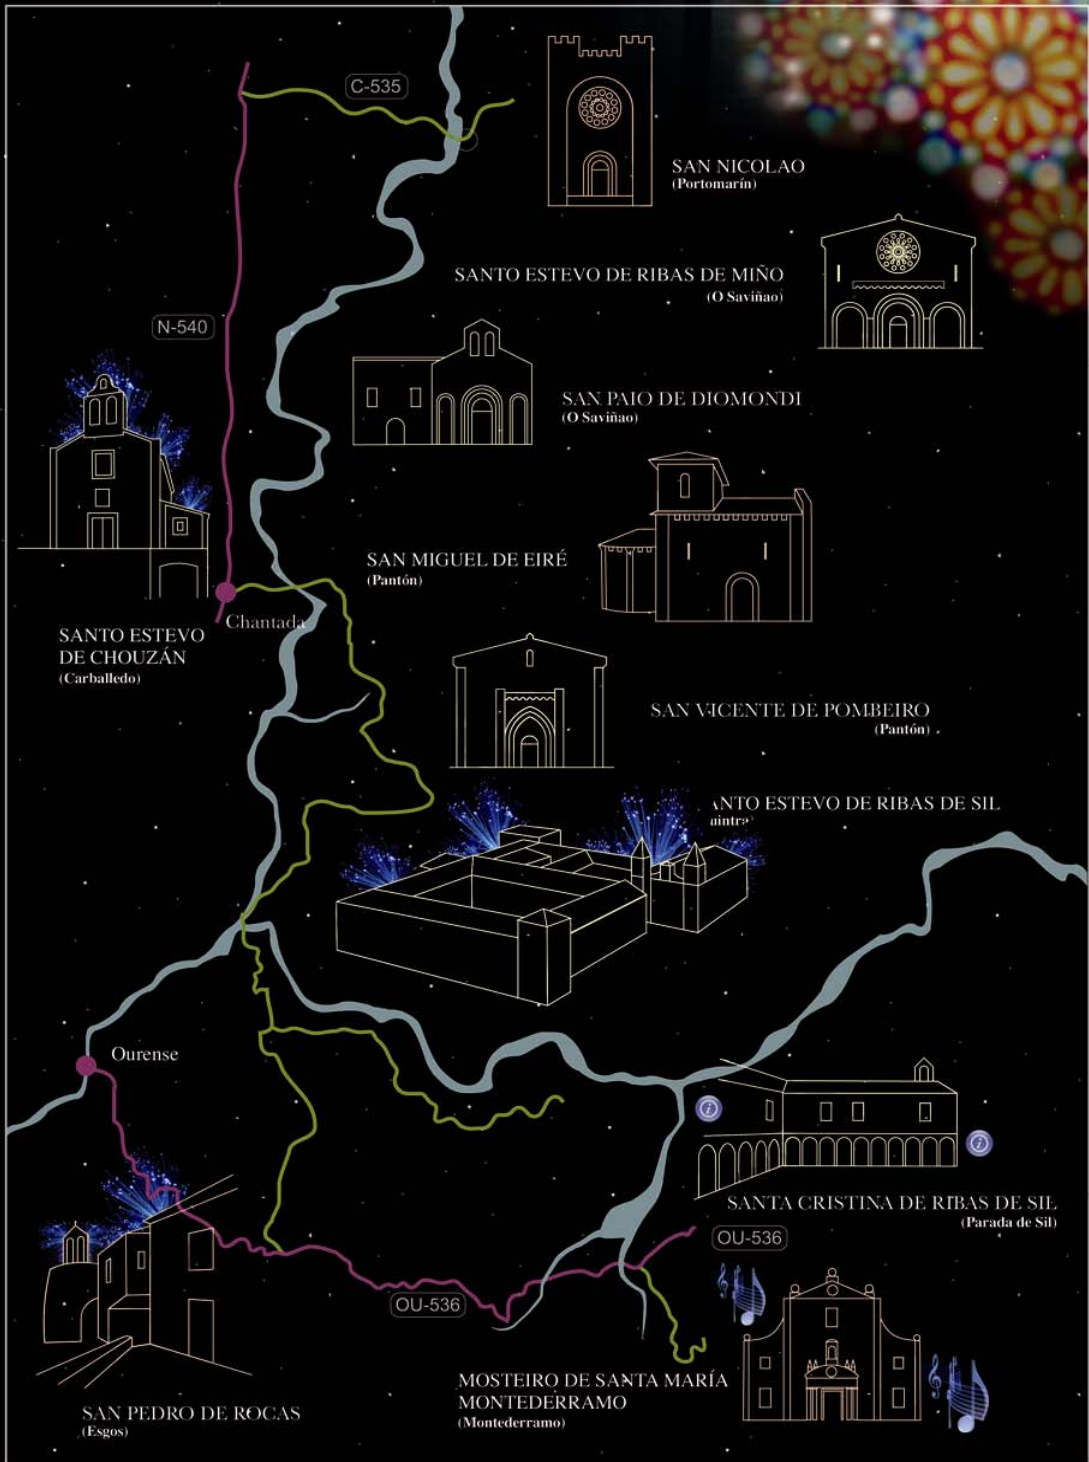 C-535
SAN NICOLAO
(Portomarín)
SANTO ESTEVO DE RIBAS DE MIÑO
(O Saviñao)
N-540
SAN PAIO DE DIOMONDI
(O Saviñao)
SAN MIGUEL DE EIRÉ
(Pantón)
Chantada
SANTO ESTEVO
DE CHOUZÁN
(Carballedo)
SAN VICENTE DE POMBEIRO
(Pantón)
ANTO ESTEVO DE RIBAS DE SIL
uintra
Ourense
SANTA CRISTINA DE RIBAS DE SIL
(Parada de Sil)
OU-536
OU-536
MOSTEIRO DE SANTA MARÍA
MONTEDERRAMO
(Montederramo)
SAN PEDRO DE ROCAS
(Esgos)